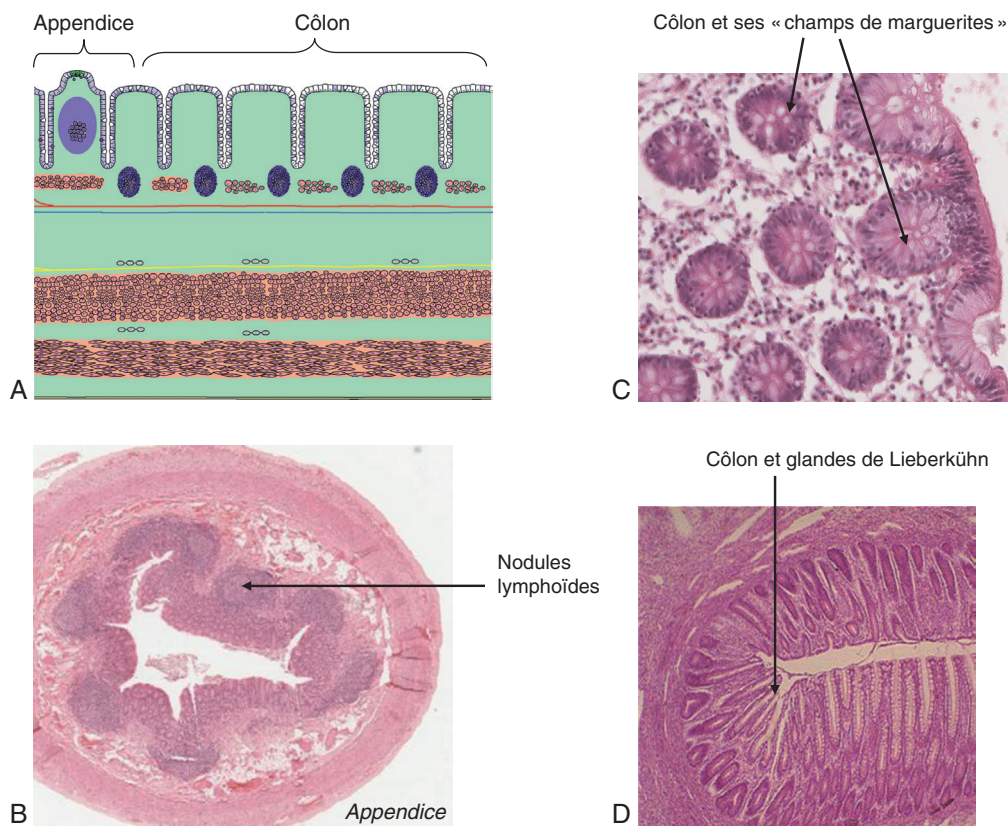 Appendice
Côlon
A
Côlon et ses « champs de marguerites »
C
Nodules
lymphoïdes
B
Appendice
Côlon et glandes de Lieberkühn
D